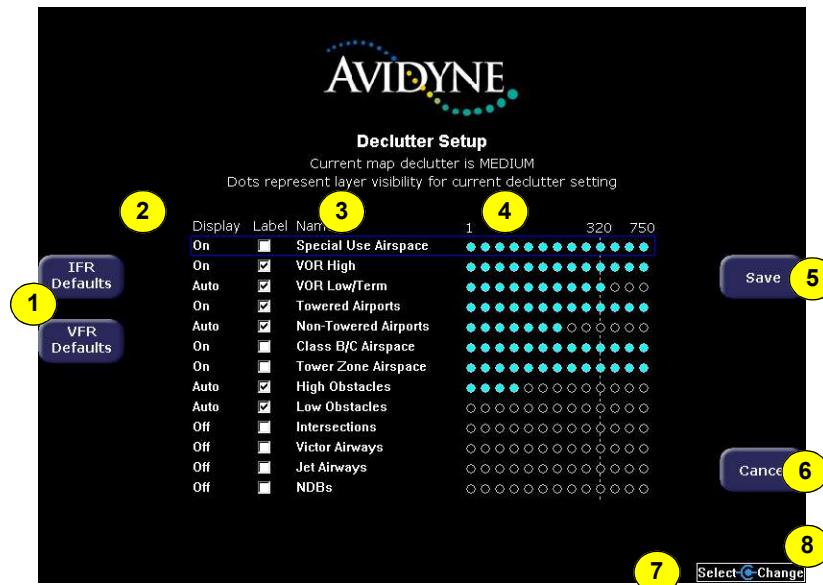 AVIDYNE
Declutter Setup
Current map declutter is MEDIUM
Dots represent layer visibility for current declutter setting
2 3 4
Display Label 1 320 750
On Special Use Airspace
On VOR High
Auto VOR Low/Term
On Towered Airports
Auto Non-Towered Airports
On Class B/C Airspace
On Tower Zone Airspace
Auto High Obstacles
Auto Low Obstacles
Off Intersections
Off Victor Airways
Off Jet Airways
Off NDBs
IFR
Defaults
1
VFR
Defaults
Save 5
6
8
7
Select Change